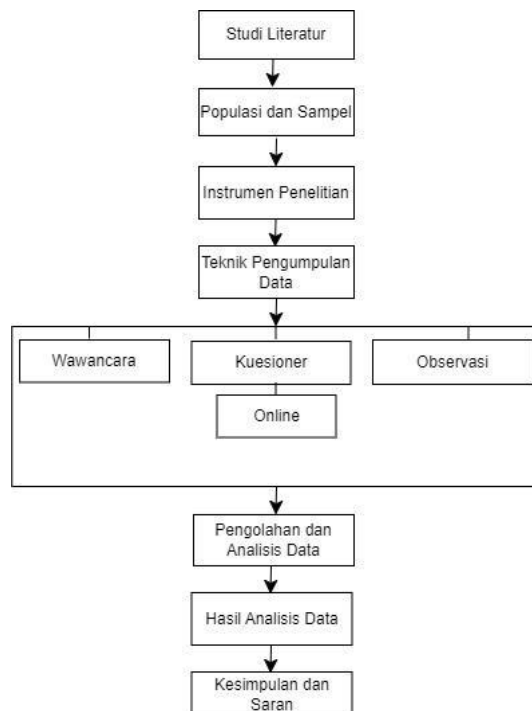 Studi Literatur
Populasi dan Sampel
Instrumen Penelitian
Teknik Pengumpulan
Data
Wawancara
Kuesioner
Observasi
Online
Pengolahan dan
Analisis Data
Hasil Analisis Data
Kesimpulan dan
Saran